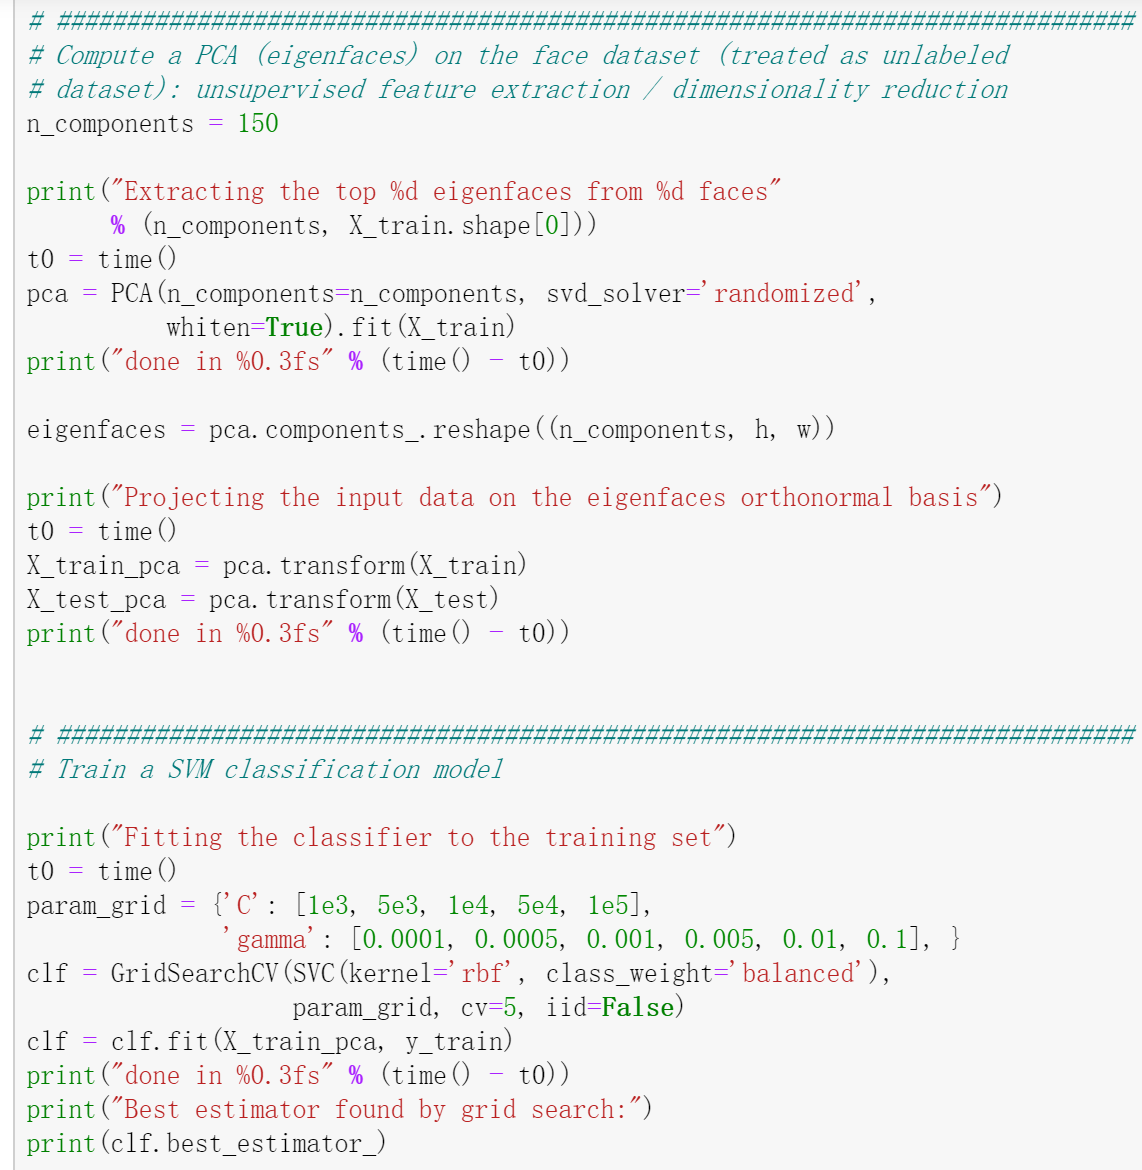 # ##############################################################################
# Compute a PCA (eigenfaces) on the face dataset (treated as unlabeled
# dataset): unsupervised feature extraction / dimensionality reduction
n_components = 150
print("Extracting the top %d eigenfaces from %d faces"
      % (n_components, X_train.shape[0]))
t0 = time()
pca = PCA(n_components=n_components, svd_solver='randomized',
          whiten=True).fit(X_train)
print("done in %0.3fs" % (time() - t0))
eigenfaces = pca.components_.reshape((n_components, h, w))
print("Projecting the input data on the eigenfaces orthonormal basis")
t0 = time()
X_train_pca = pca.transform(X_train)
X_test_pca = pca.transform(X_test)
print("done in %0.3fs" % (time() - t0))
# ##############################################################################
# Train a SVM classification model
print("Fitting the classifier to the training set")
t0 = time()
param_grid = {'C': [1e3, 5e3, 1e4, 5e4, 1e5],
              'gamma': [0.0001, 0.0005, 0.001, 0.005, 0.01, 0.1], }
clf = GridSearchCV(SVC(kernel='rbf', class_weight='balanced'),
                   param_grid, cv=5, iid=False)
clf = clf.fit(X_train_pca, y_train)
print("done in %0.3fs" % (time() - t0))
print("Best estimator found by grid search:")
print(clf.best_estimator_)